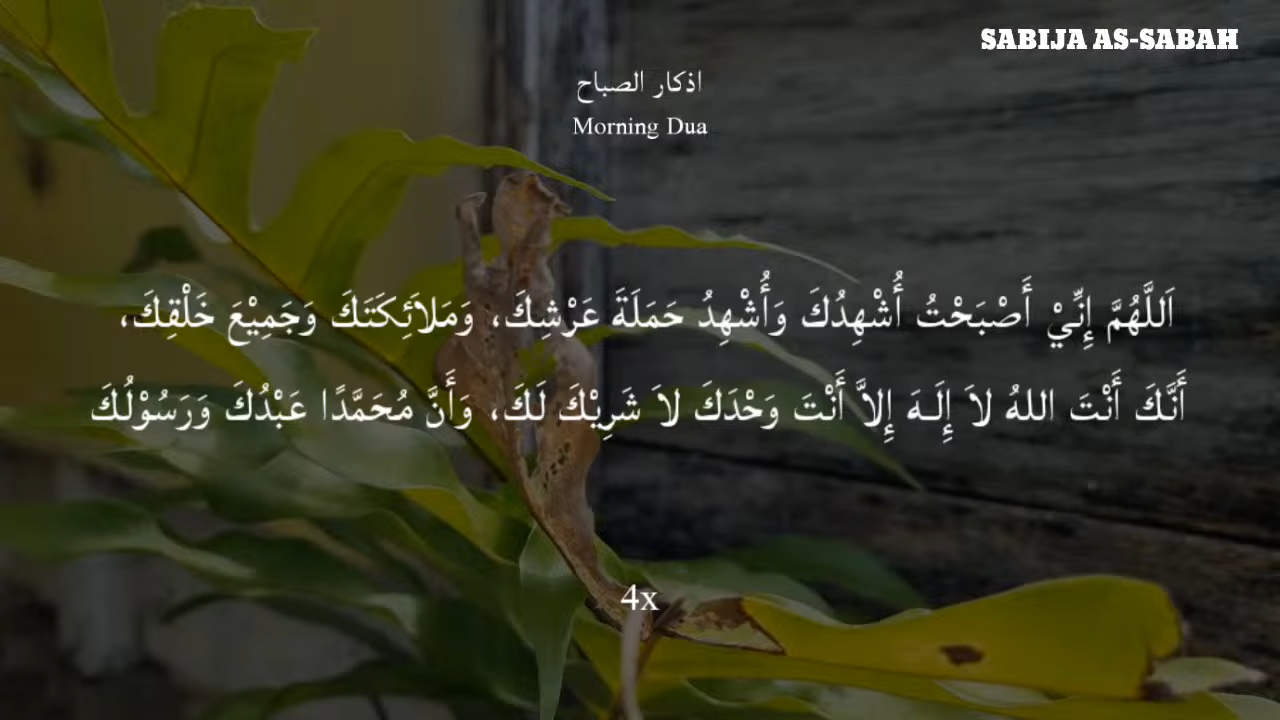 SABIJA AS-SABAH
اذكار الصباح
Morning Dua
اَللَّهُمَّ إِنِّيْ أَصْبَحْتُ أُشْهِدُكَ وَأُشْهِدُ حَمَلَةَ عَرْشِكَ، وَمَلاَئِكَتَكَ وَجَمِيْعَ خَلْقِكَ،
أَنَّكَ أَنْتَ اللهُ لاَ إِلَـهَ إِلاَّ أَنْتَ وَحْدَكَ لاَ شَرِيْكَ لَكَ، وَأَنَّ مُحَمَّدًا عَبْدُكَ وَرَسُوْلُكَ
4x